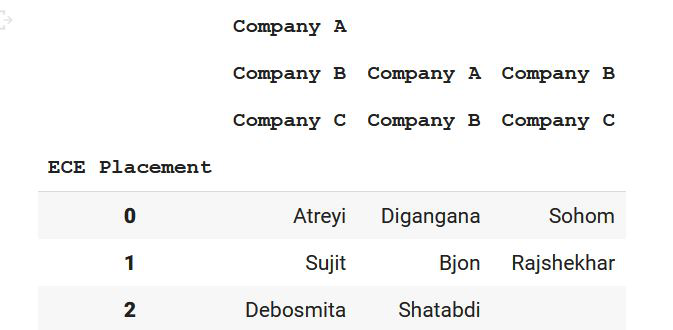 Company A
Company B Company A Company B
Company C Company B Company C
ECE Placement
0 Atreyi Digangana Sohom
1 Sujit Bjon Rajshekhar
2 Debosmita Shatabdi